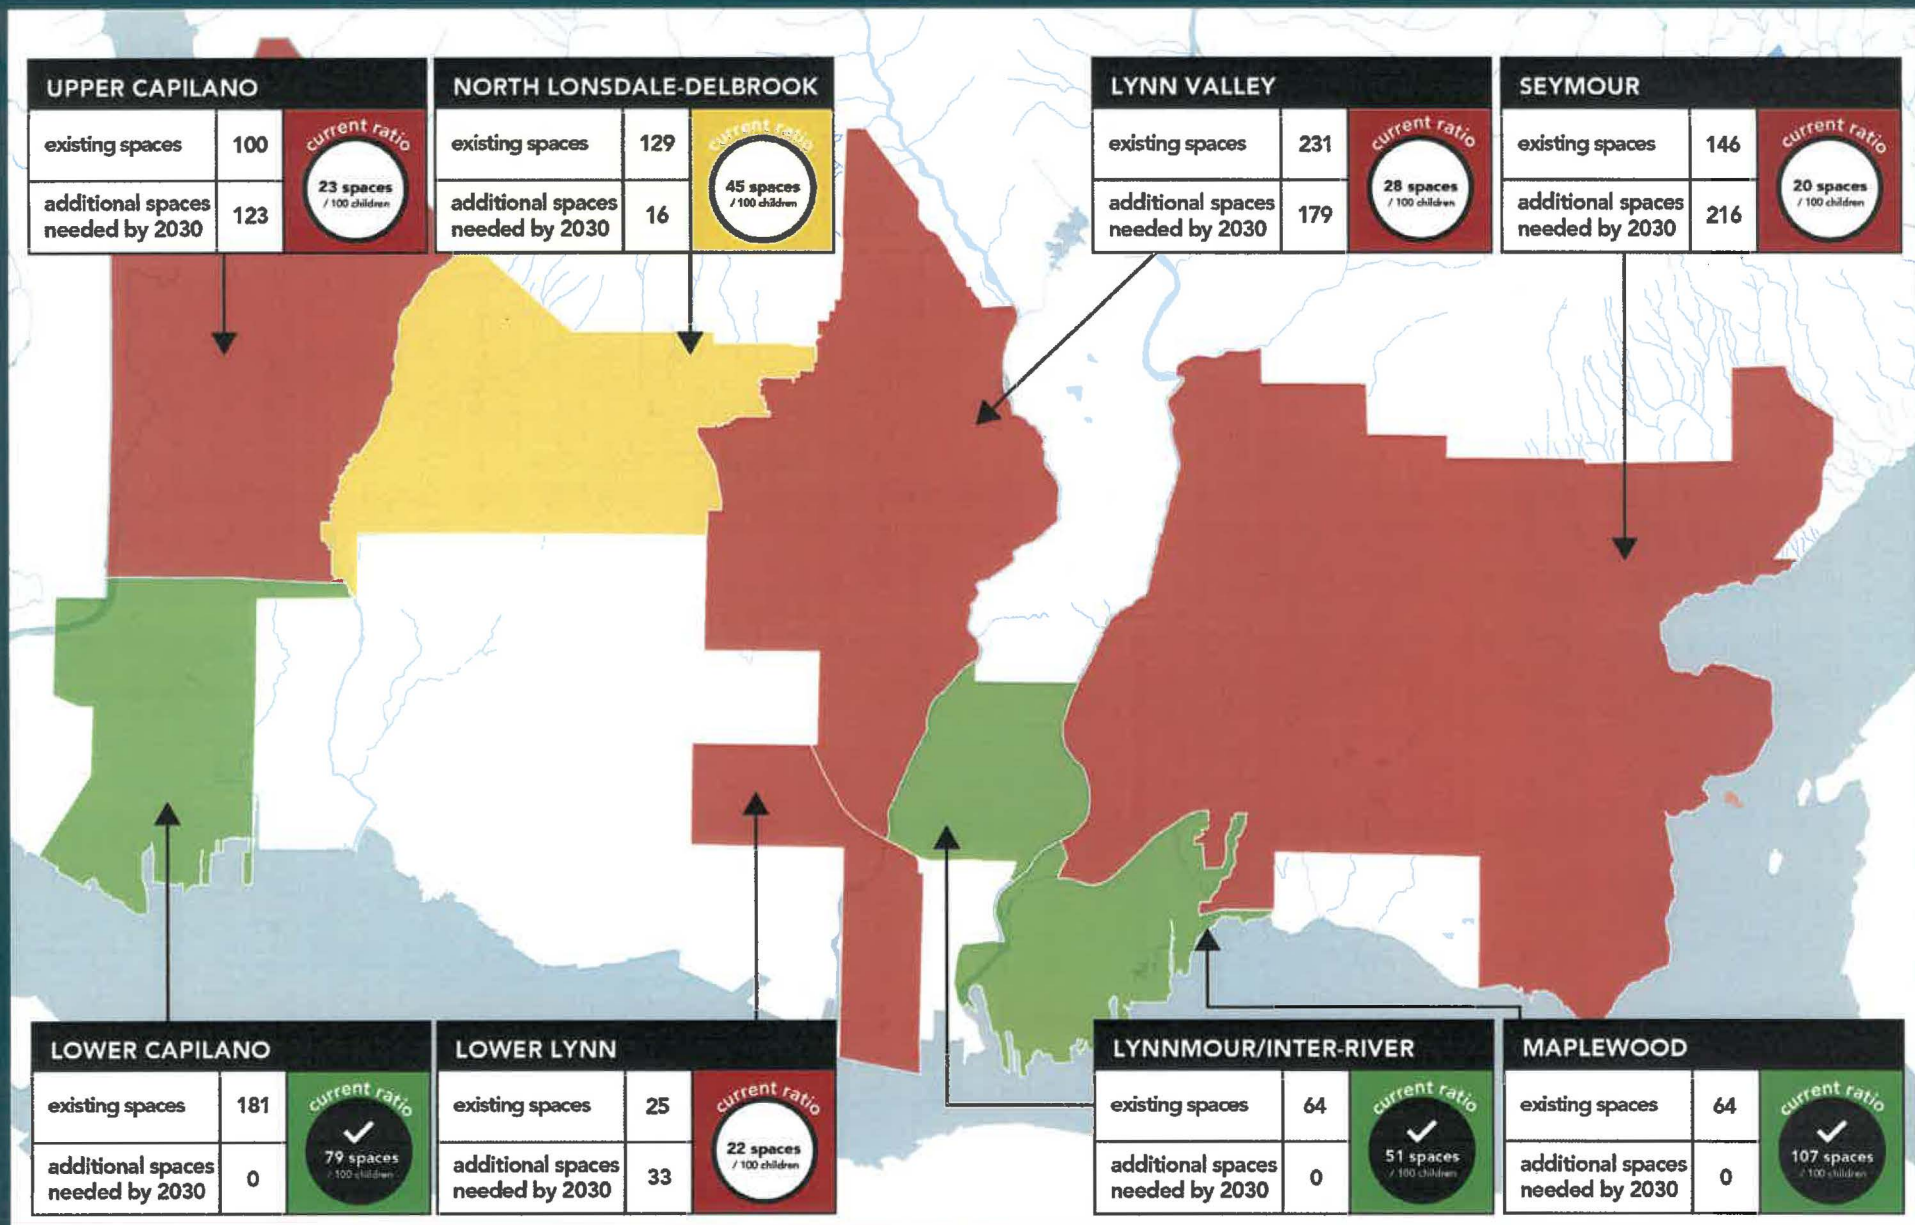 UPPER CAPILANO
existing spaces 100
additional spaces
needed by 2030 123
current ratio
23 spaces
/ 100 children
NORTH LONSDALE-DELBROOK
existing spaces 129
additional spaces
needed by 2030 16
current ratio
45 spaces
/ 100 children
LYNN VALLEY
existing spaces 231
additional spaces
needed by 2030 179
current ratio
28 spaces
/ 100 children
SEYMOUR
existing spaces 146
additional spaces
needed by 2030 216
current ratio
20 spaces
/ 100 children
LOWER CAPILANO
existing spaces 181
additional spaces
needed by 2030 0
current ratio
79 spaces
/ 100 children
LOWER LYNN
existing spaces 25
additional spaces
needed by 2030 33
current ratio
22 spaces
/ 100 children
LYNNMOUR/INTER-RIVER
existing spaces 64
additional spaces
needed by 2030 0
current ratio
51 spaces
/ 100 children
MAPLEWOOD
existing spaces 64
additional spaces
needed by 2030 0
current ratio
107 spaces
/ 100 children